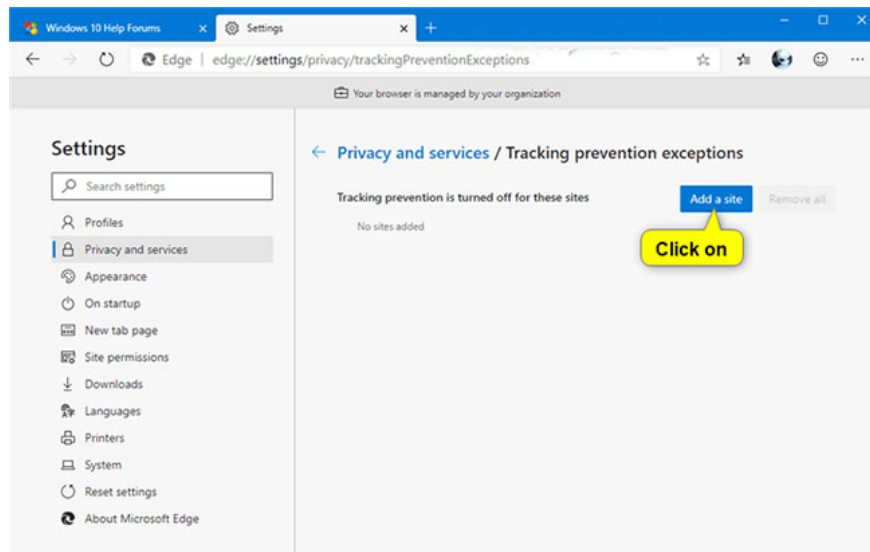 Windows 10 Help Forums
Settings
Edge | edge://settings/privacy/trackingPreventionExceptions
Your browser is managed by your organization
Settings
Search settings
Profiles
Privacy and services
Appearance
On startup
New tab page
Site permissions
Downloads
Languages
Printers
System
Reset settings
About Microsoft Edge
Privacy and services / Tracking prevention exceptions
Tracking prevention is turned off for these sites
Add a site
Remove all
No sites added
Click on